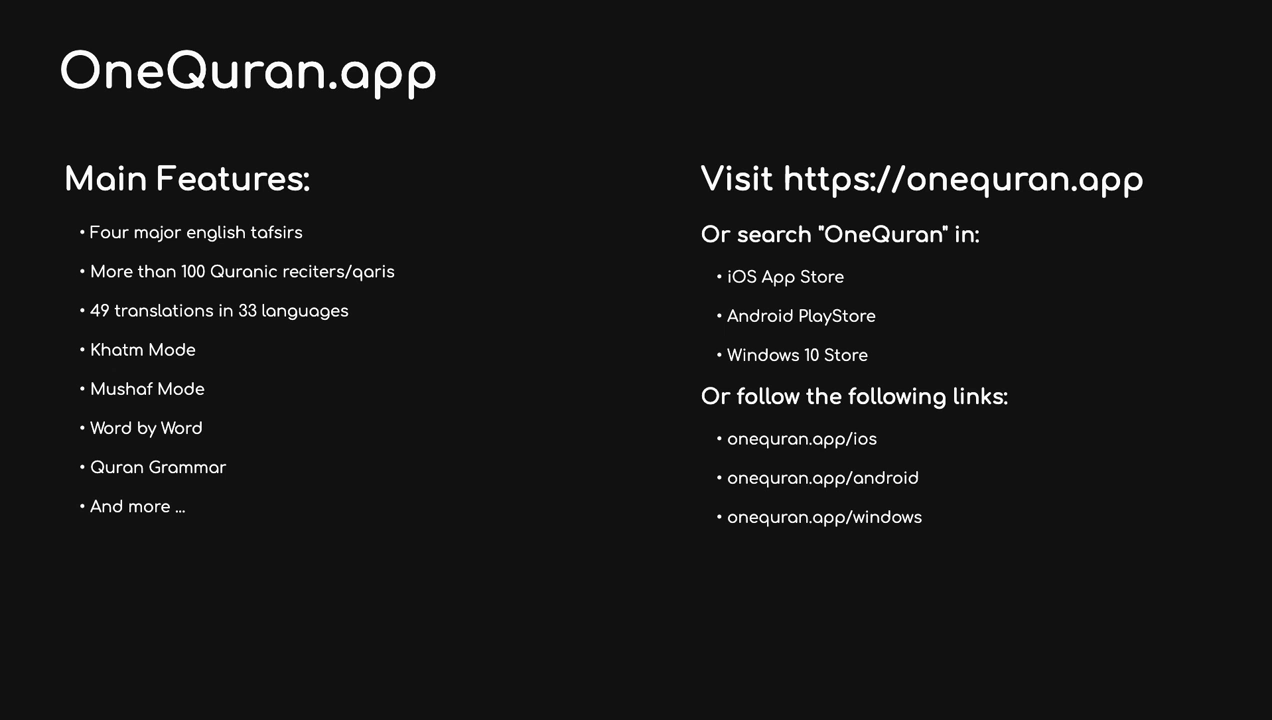 OneQuran.app
Main Features:
• Four major english tafsirs
• More than 100 Quranic reciters/qaris
• 49 translations in 33 languages
• Khatm Mode
• Mushaf Mode
• Word by Word
• Quran Grammar
• And more ...
Visit https://onequran.app
Or search "OneQuran" in:
• iOS App Store
• Android PlayStore
• Windows 10 Store
Or follow the following links:
• onequran.app/ios
• onequran.app/android
• onequran.app/windows